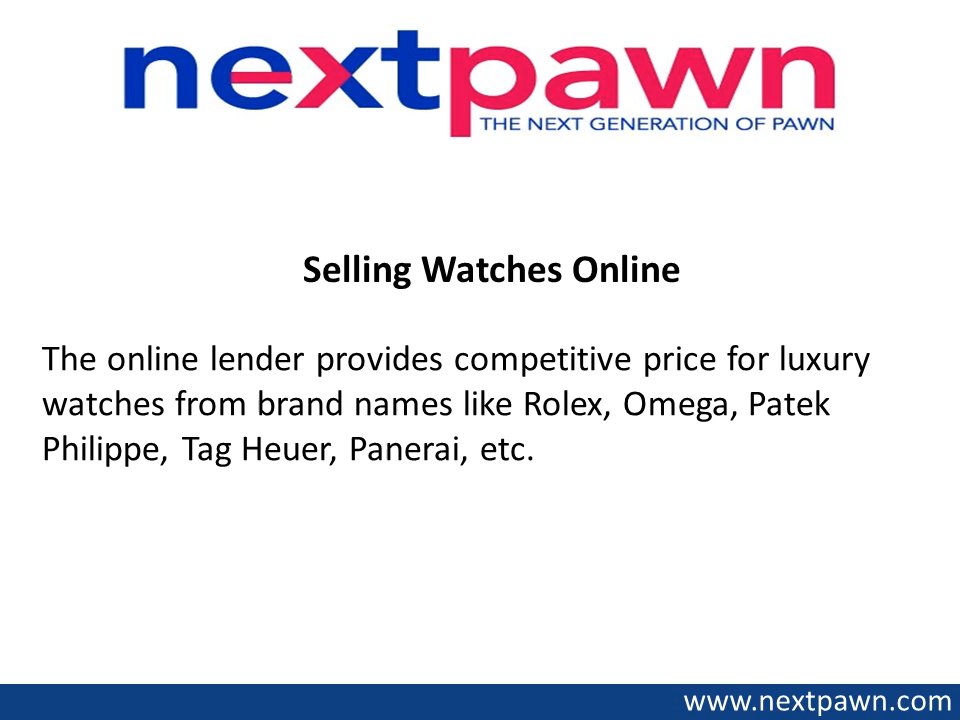 nextpawn
THE NEXT GENERATION OF PAWN
Selling Watches Online
The online lender provides competitive price for luxury
watches from brand names like Rolex, Omega, Patek
Philippe, Tag Heuer, Panerai, etc.
www.nextpawn.com